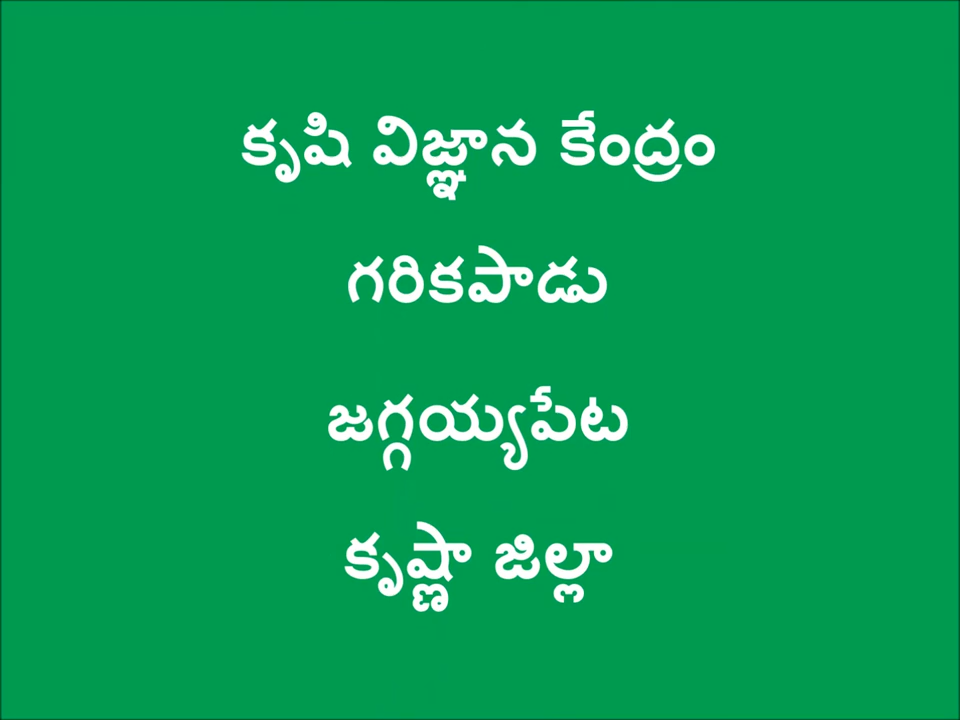 కృషి విజ్ఞాన కేంద్రం
గరికపాడు
జగ్గయ్యపేట
కృష్ణా జిల్లా